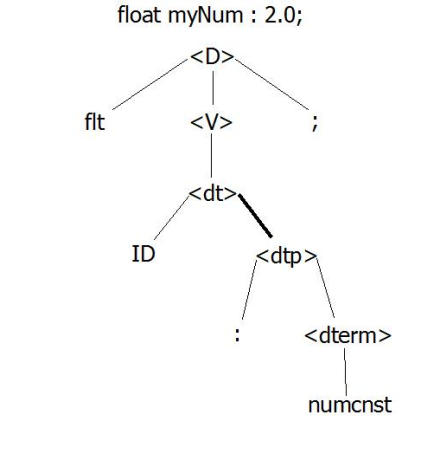 float myNum : 2.0;
<D>
flt <V> ;
<dt>
ID <dtp>
: <dterm>
numcnst